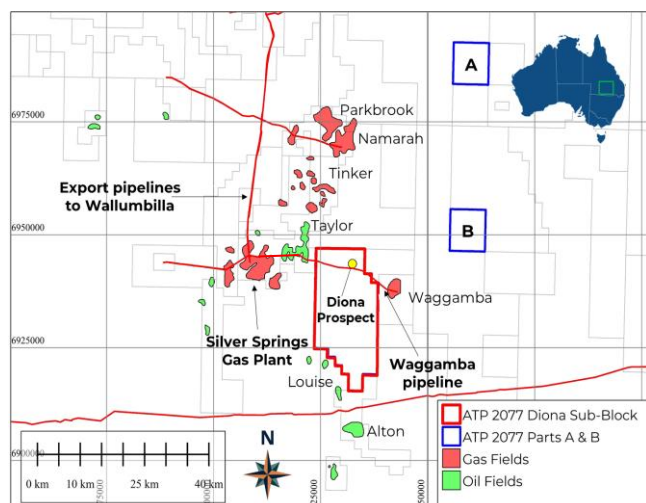 A
6975000
Parkbrook
Namarah
Tinker
Export pipelines
to Wallumbilla
6950000
Taylor
B
Diona
Prospect
Waggamba
Silver Springs
Gas Plant
6925000
Waggamba
pipeline
Louise
ATP 2077 Diona Sub-Block
ATP 2077 Parts A & B
Gas Fields
Oil Fields
Alton
N
6900000
0 km
10 km
25 km
40 km